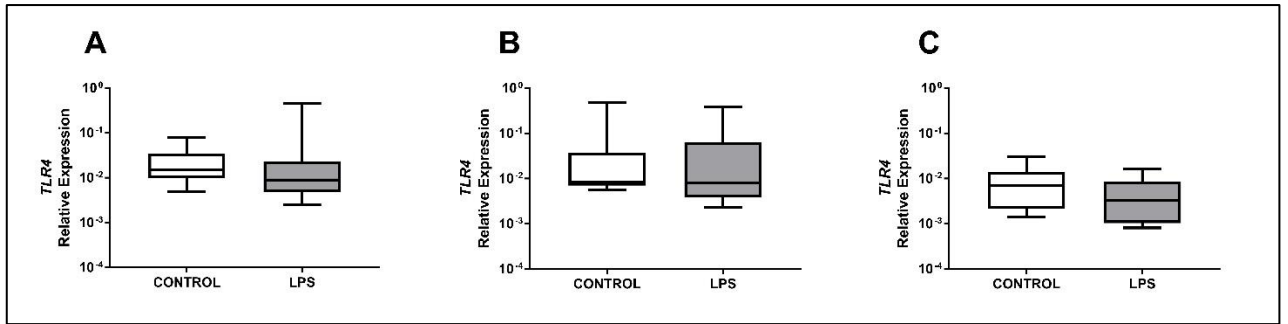 A
TLR4
Relative Expression
10⁰
10⁻¹
10⁻²
10⁻³
10⁻⁴
CONTROL
LPS
B
TLR4
Relative Expression
10⁰
10⁻¹
10⁻²
10⁻³
10⁻⁴
CONTROL
LPS
C
TLR4
Relative Expression
10⁰
10⁻¹
10⁻²
10⁻³
10⁻⁴
CONTROL
LPS